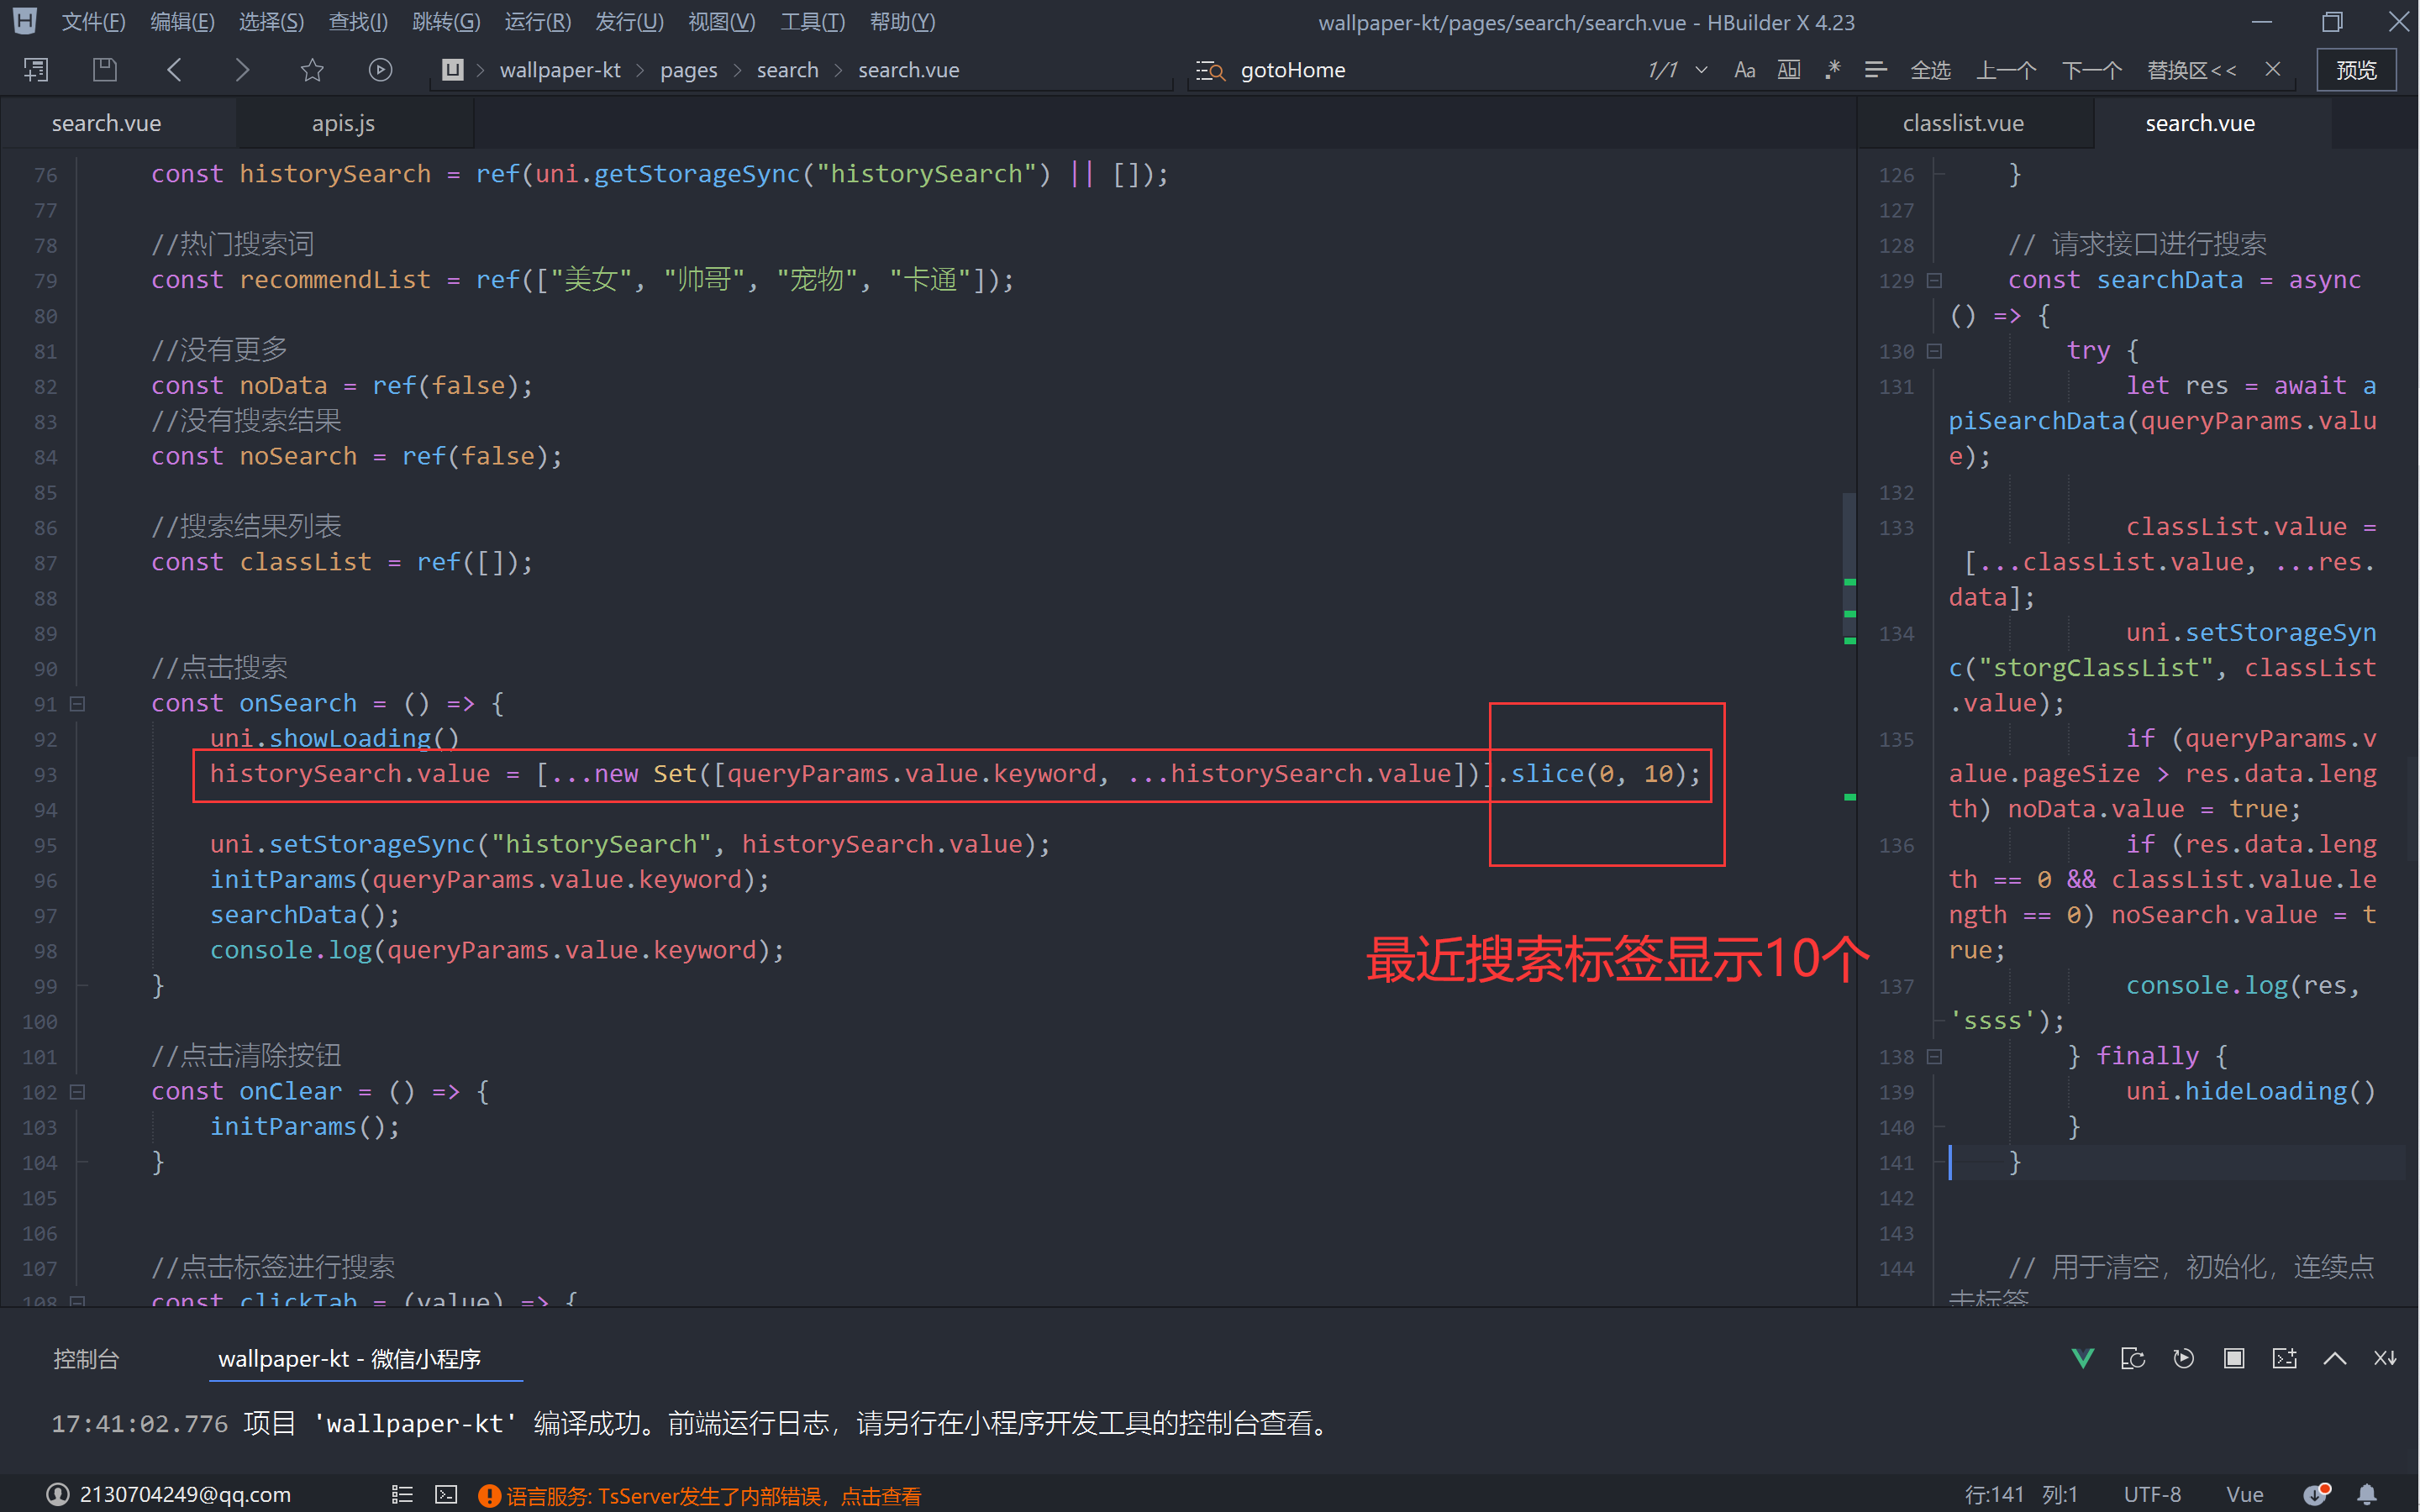 文件(F) 编辑(E) 选择(S) 查找(I) 跳转(G) 运行(R) 发行(U) 视图(V) 工具(T) 帮助(Y) wallpaper-kt/pages/search/search.vue - HBuilder X 4.23
wallpaper-kt pages search search.vue gotoHome 1/1 Aa Ab .* 全选 上一个 下一个 替换区<< 预览
search.vue apis.js
76 const historySearch = ref(uni.getStorageSync("historySearch") || []);
77
78 //热门搜索词
79 const recommendList = ref(["美女", "帅哥", "宠物", "卡通"]);
80
81 //没有更多
82 const noData = ref(false);
83 //没有搜索结果
84 const noSearch = ref(false);
85
86 //搜索结果列表
87 const classList = ref([]);
88
89
90 //点击搜索
91 const onSearch = () => {
92 uni.showLoading()
93 historySearch.value = [...new Set([queryParams.value.keyword, ...historySearch.value])].slice(0, 10);
94
95 uni.setStorageSync("historySearch", historySearch.value);
96 initParams(queryParams.value.keyword);
97 searchData();
98 console.log(queryParams.value.keyword);
99 }
最近搜索标签显示10个
100
101 //点击清除按钮
102 const onClear = () => {
103 initParams();
104 }
105
106
107 //点击标签进行搜索
108 const clickTab = (value) => {
classlist.vue search.vue
126 }
127
128 // 请求接口进行搜索
129 const searchData = async
() => {
130 try {
131 let res = await a
piSearchData(queryParams.valu
e);
132
133 classList.value =
[...classList.value, ...res.
data];
134 uni.setStorageSyn
c("storgClassList", classList
.value);
135 if (queryParams.v
alue.pageSize > res.data.leng
th) noData.value = true;
136 if (res.data.leng
th == 0 && classList.value.le
ngth == 0) noSearch.value = t
rue;
137 console.log(res,
'ssss');
138 } finally {
139 uni.hideLoading()
140 }
141 }
142
143
144 // 用于清空，初始化，连续点
击标签
控制台 wallpaper-kt - 微信小程序
17:41:02.776 项目 'wallpaper-kt' 编译成功。前端运行日志，请另行在小程序开发工具的控制台查看。
2130704249@qq.com 语言服务: TsServer发生了内部错误，点击查看 行:141 列:1 UTF-8 Vue